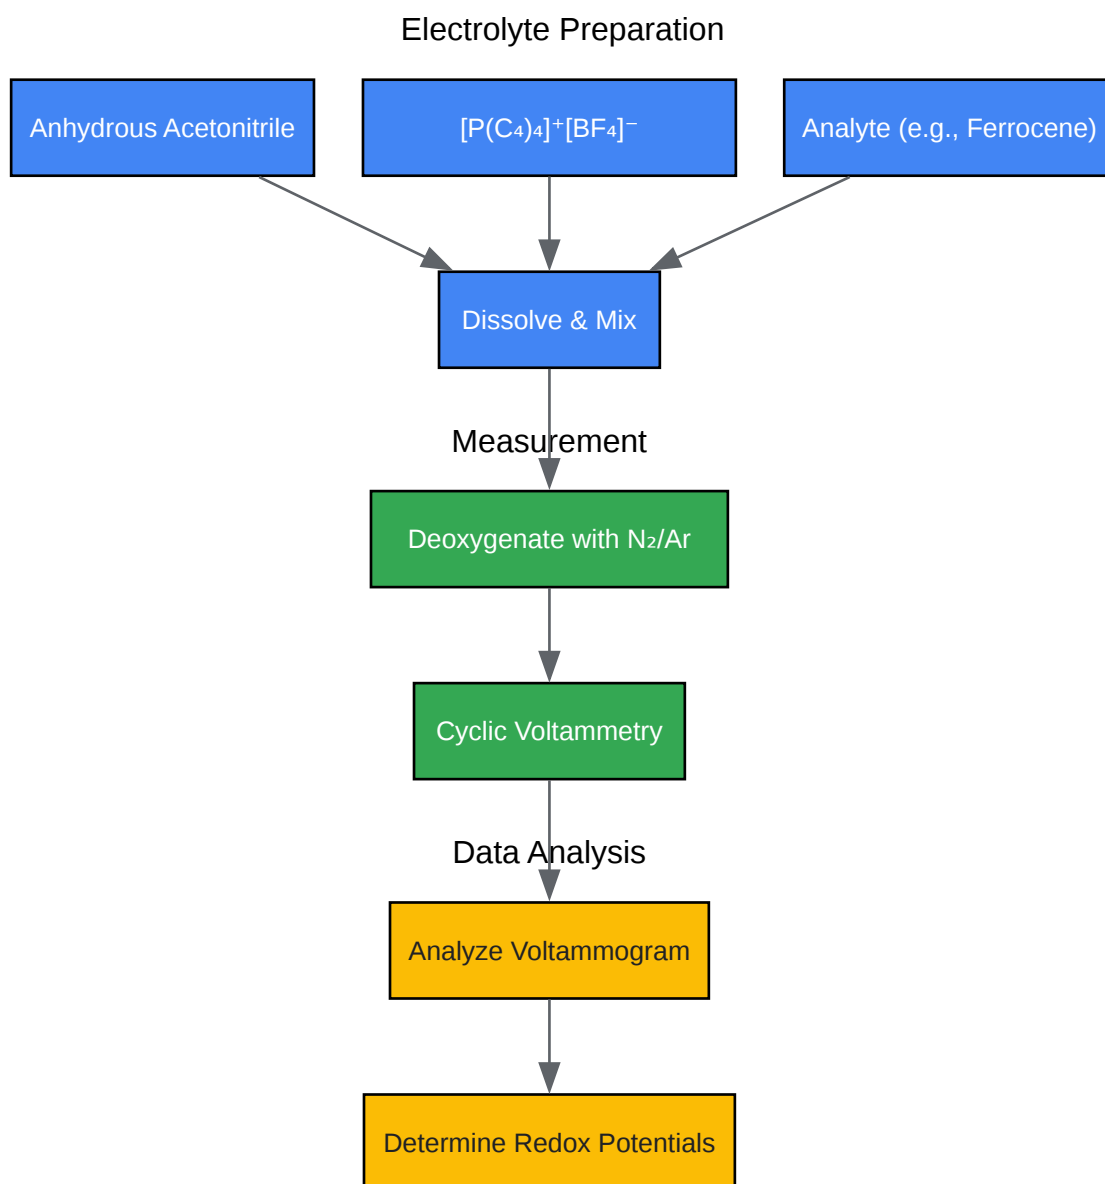 Electrolyte Preparation
Anhydrous Acetonitrile
[P(C₄)₄]⁺[BF₄]⁻
Analyte (e.g., Ferrocene)
Dissolve & Mix
Measurement
Deoxygenate with N₂/Ar
Cyclic Voltammetry
Data Analysis
Analyze Voltammogram
Determine Redox Potentials